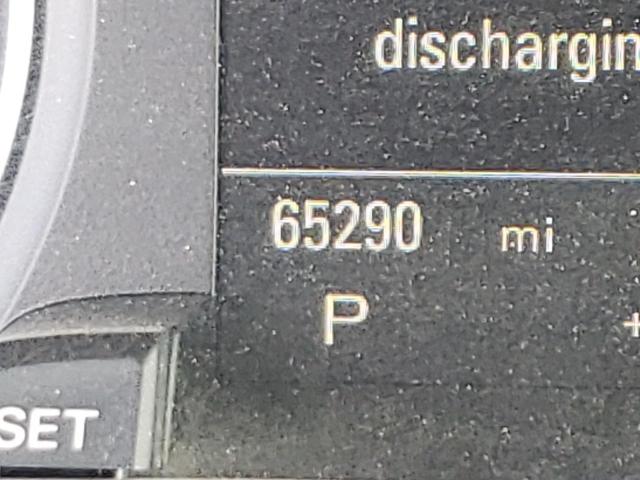 dischargin
65290 mi
P +
SET